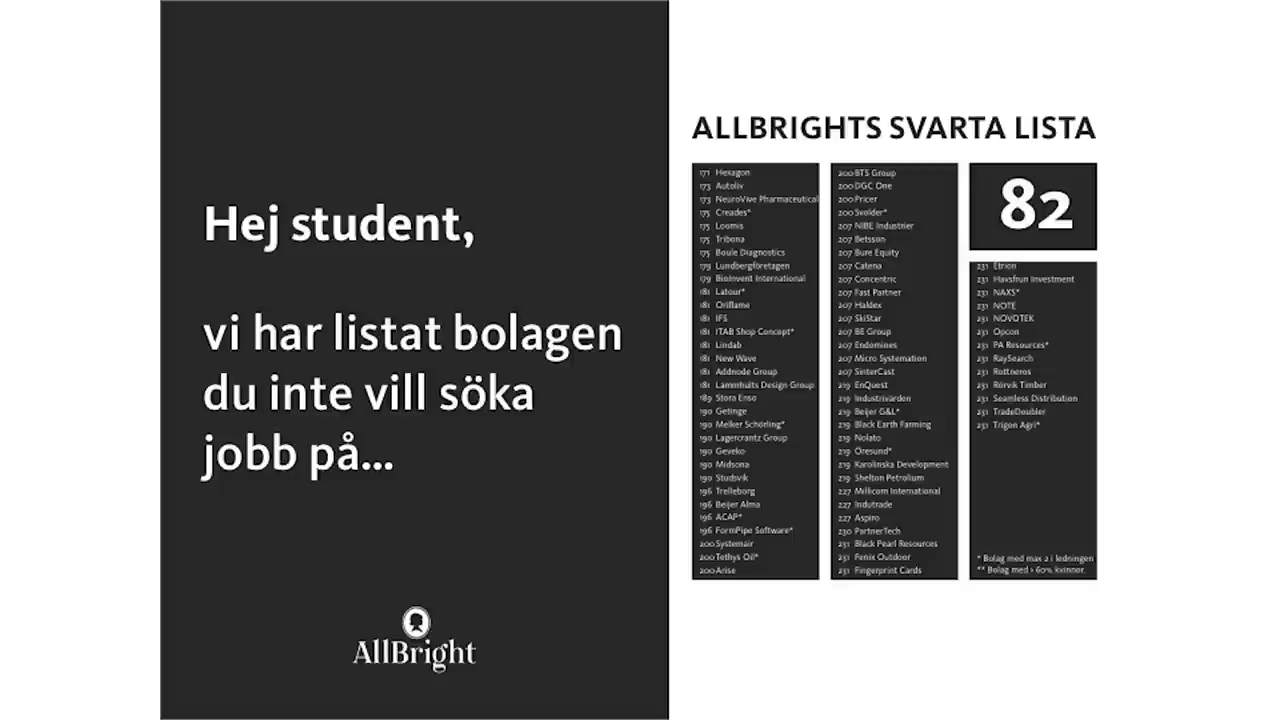 Hej student,
vi har listat bolagen
du inte vill söka
jobb på...
AllBright
ALLBRIGHTS SVARTA LISTA
171 Hexagon
173 Autoliv
173 NeuroVive Pharmaceutical
175 Creades*
175 Loomis
175 Tribona
175 Boule Diagnostics
179 Lundbergföretagen
179 BioInvent International
181 Latour*
181 Oriflame
181 IFS
181 ITAB Shop Concept*
181 Lindab
181 New Wave
181 Addnode Group
181 Lammhults Design Group
189 Stora Enso
190 Getinge
190 Melker Schörling*
190 Lagercrantz Group
190 Geveko
190 Midsona
190 Studsvik
196 Trelleborg
196 Beijer Alma
196 ACAP*
196 FormPipe Software*
200 Systemair
200 Tethys Oil*
200 Arise
200 BTS Group
200 DGC One
200 Pricer
200 Svolder*
207 NIBE Industrier
207 Betsson
207 Bure Equity
207 Catena
207 Concentric
207 Fast Partner
207 Haldex
207 SkiStar
207 BE Group
207 Endomines
207 Micro Systemation
207 SinterCast
219 EnQuest
219 Industrivärden
219 Beijer G&L*
219 Black Earth Farming
219 Nolato
219 Öresund*
219 Karolinska Development
219 Shelton Petrolium
227 Millicom International
227 Indutrade
227 Aspiro
230 PartnerTech
231 Black Pearl Resources
231 Fenix Outdoor
231 Fingerprint Cards
82
231 Etrion
231 Havsfrun Investment
231 NAXS*
231 NOTE
231 NOVOTEK
231 Opcon
231 PA Resources*
231 RaySearch
231 Rottneros
231 Rörvik Timber
231 Seamless Distribution
231 TradeDoubler
231 Trigon Agri*
* Bolag med max 2 i ledningen
** Bolag med > 60% kvinnor.